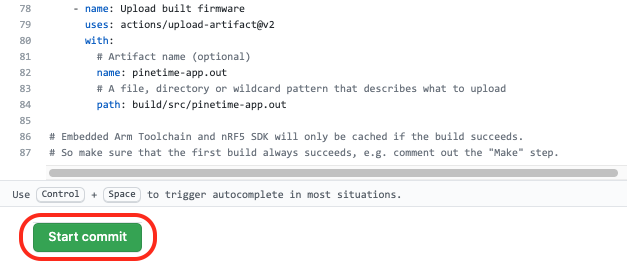 78 - name: Upload built firmware
79 uses: actions/upload-artifact@v2
80 with:
81 # Artifact name (optional)
82 name: pinetime-app.out
83 # A file, directory or wildcard pattern that describes what to upload
84 path: build/src/pinetime-app.out
85
86 # Embedded Arm Toolchain and nRF5 SDK will only be cached if the build succeeds.
87 # So make sure that the first build always succeeds, e.g. comment out the "Make" step.
Use Control + Space to trigger autocomplete in most situations.
Start commit